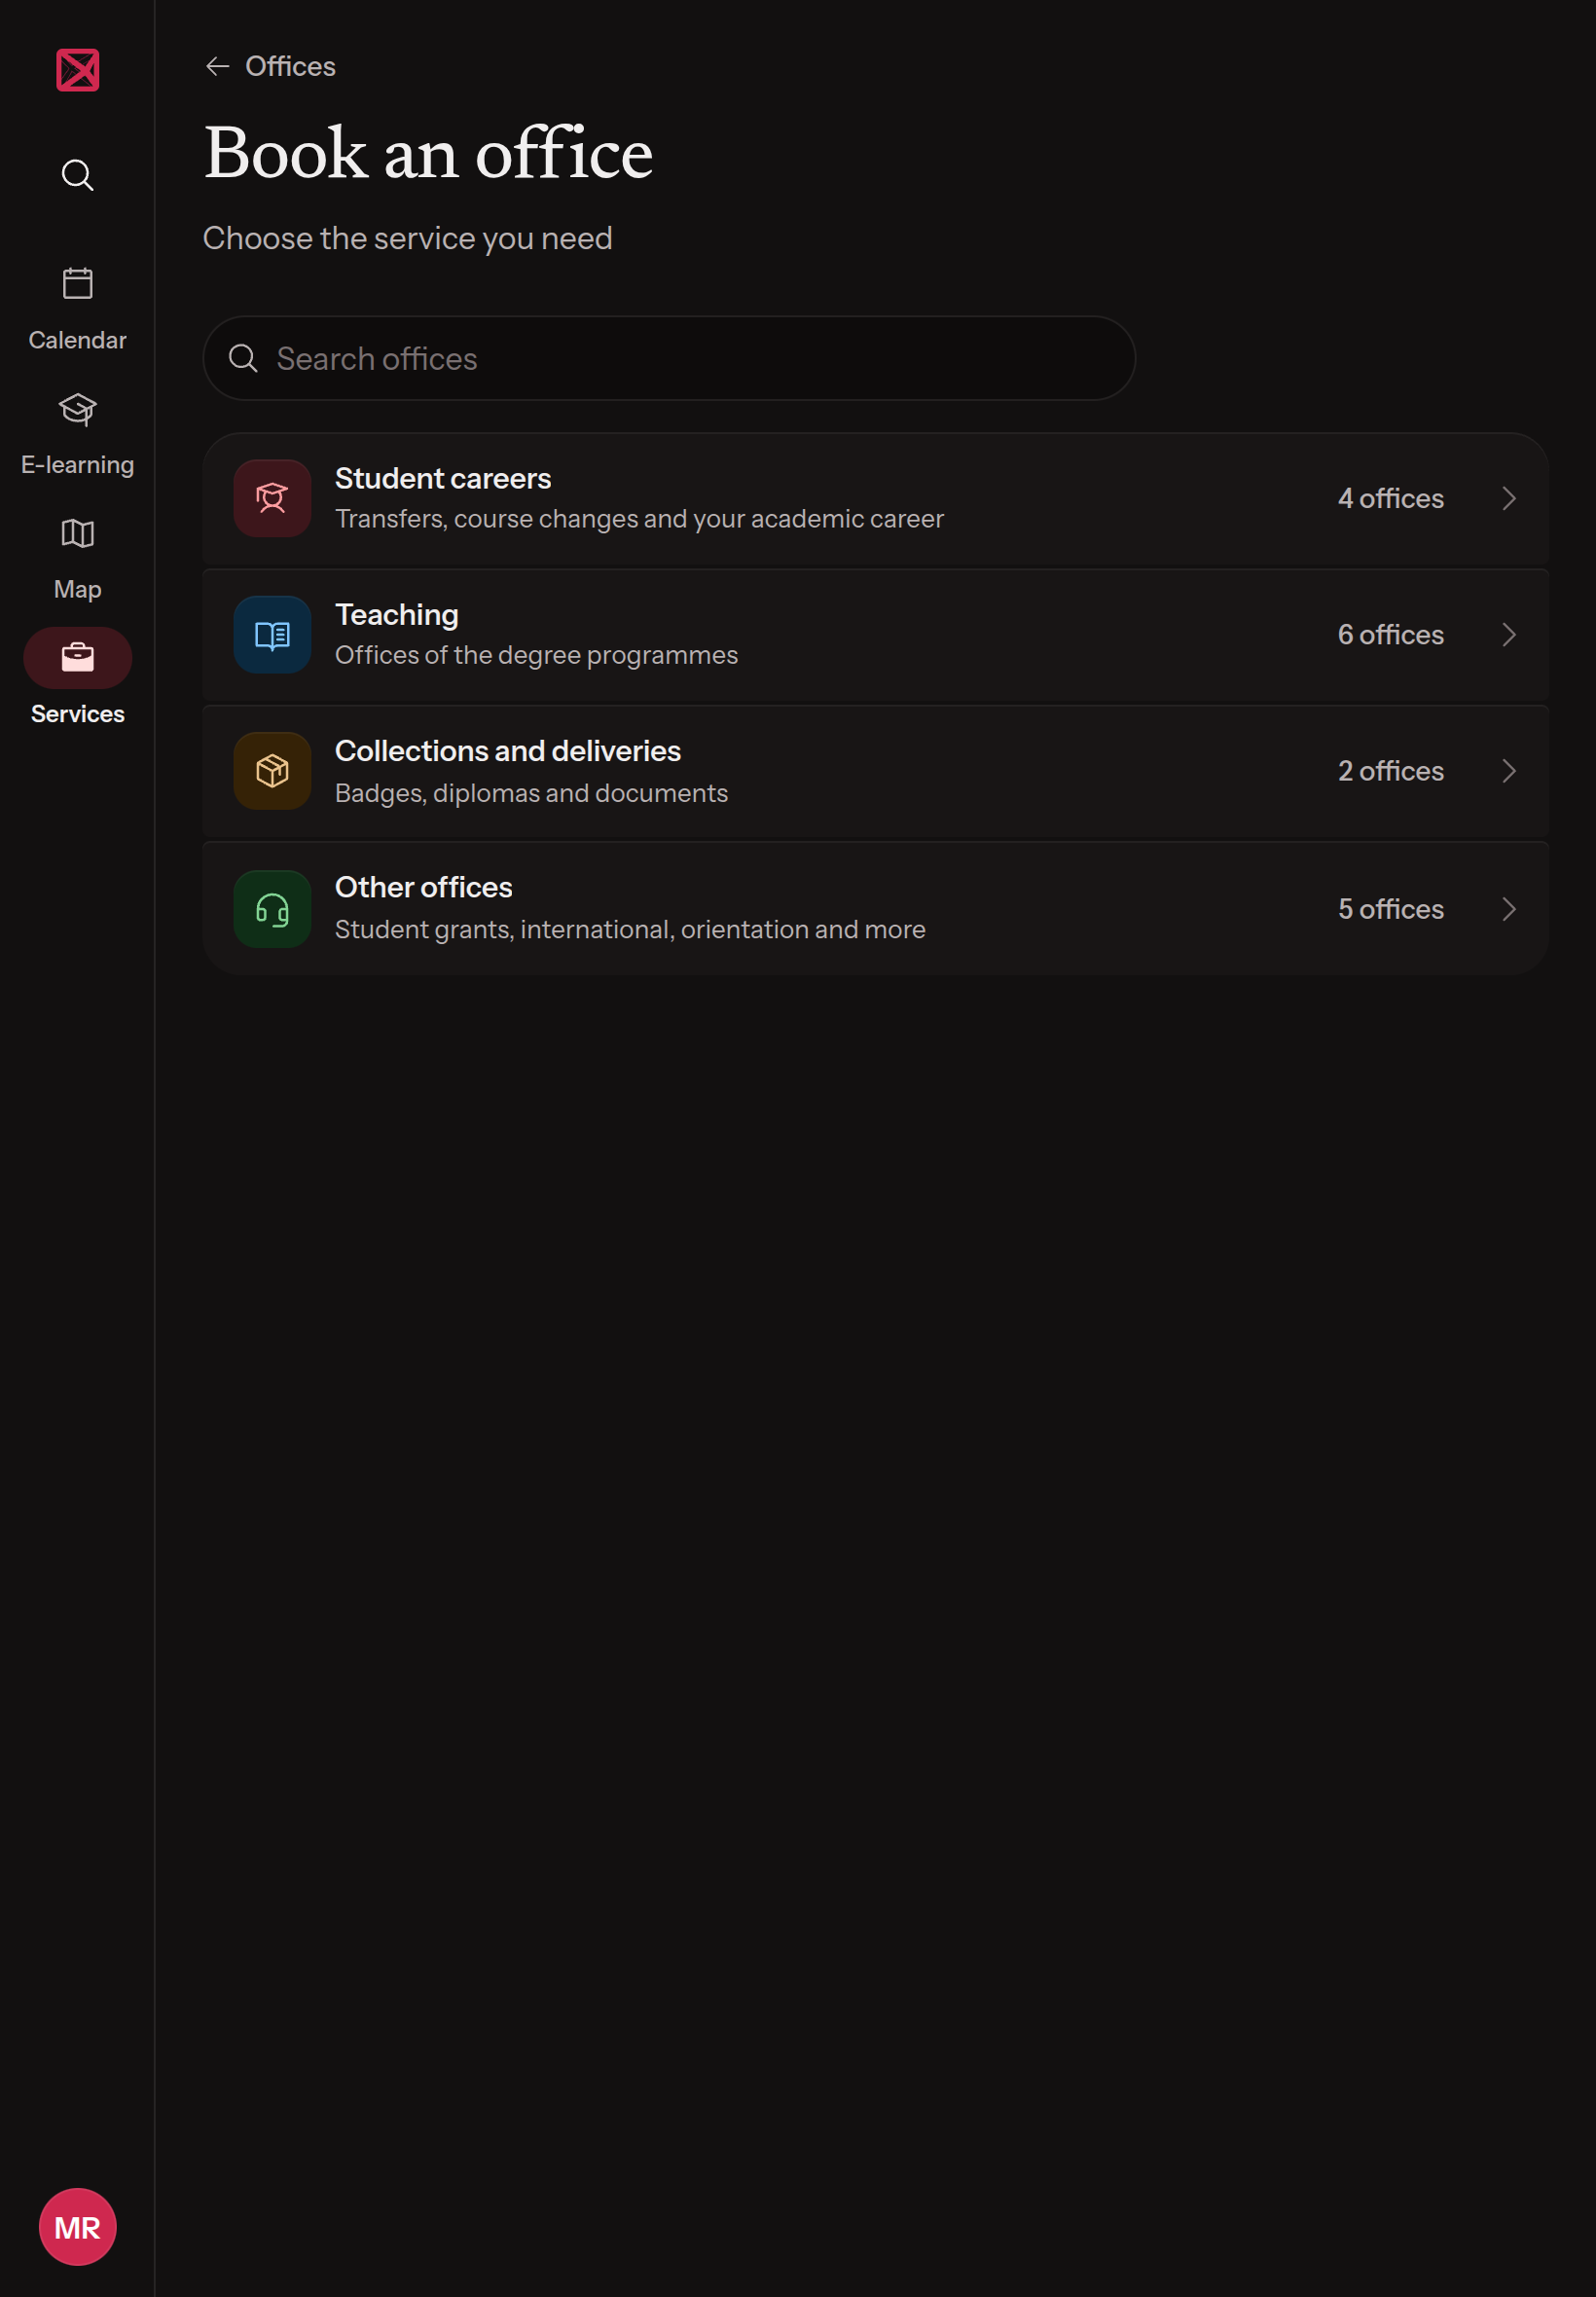 Offices
Book an office
Choose the service you need
Search offices
Calendar
E-learning
Map
Services
Student careers
Transfers, course changes and your academic career
4 offices
Teaching
Offices of the degree programmes
6 offices
Collections and deliveries
Badges, diplomas and documents
2 offices
Other offices
Student grants, international, orientation and more
5 offices
MR